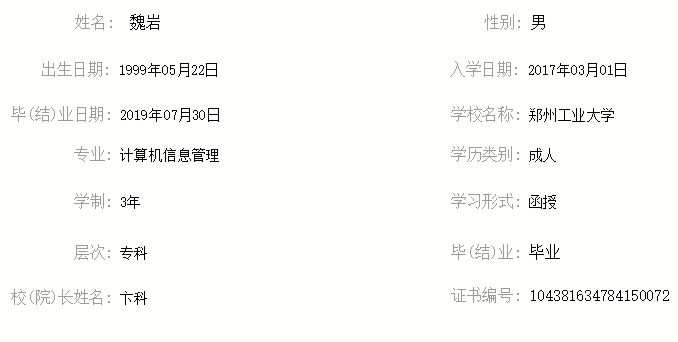 姓名: 魏岩 性别: 男
出生日期: 1999年05月22日 入学日期: 2017年03月01日
毕(结)业日期: 2019年07月30日 学校名称: 郑州工业大学
专业: 计算机信息管理 学历类别: 成人
学制: 3年 学习形式: 函授
层次: 专科 毕(结)业: 毕业
校(院)长姓名: 卞科 证书编号: 104381634784150072